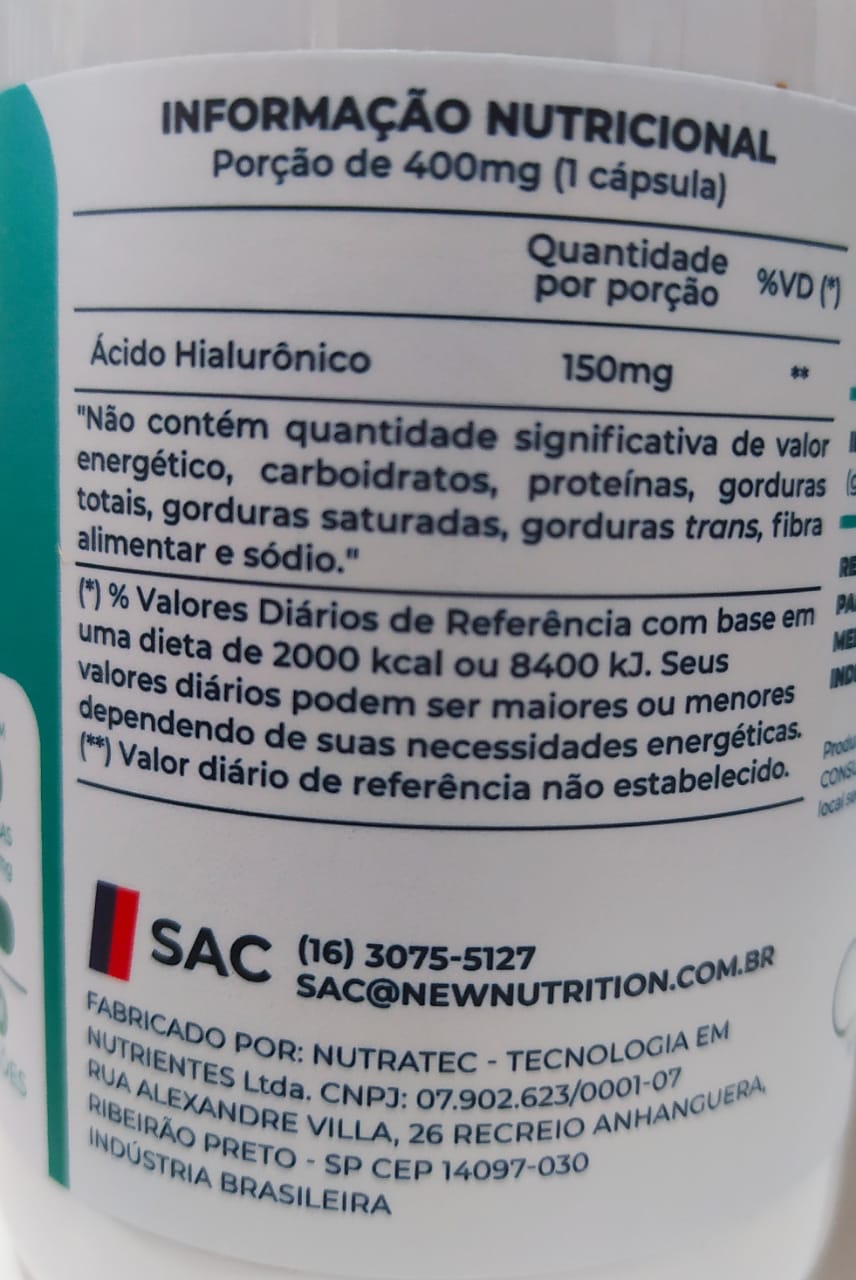 INFORMAÇÃO NUTRICIONAL
Porção de 400mg (1 cápsula)
Quantidade
por porção
%VD (*)
Ácido Hialurônico 150mg **
"Não contém quantidade significativa de valor
energético, carboidratos, proteínas, gorduras
totais, gorduras saturadas, gorduras trans, fibra
alimentar e sódio."
(*) % Valores Diários de Referência com base em
uma dieta de 2000 kcal ou 8400 kJ. Seus
valores diários podem ser maiores ou menores
dependendo de suas necessidades energéticas.
(**) Valor diário de referência não estabelecido.
SAC (16) 3075-5127
SAC@NEWNUTRITION.COM.BR
FABRICADO POR: NUTRATEC - TECNOLOGIA EM
NUTRIENTES Ltda. CNPJ: 07.902.623/0001-07
RUA ALEXANDRE VILLA, 26 RECREIO ANHANGUERA,
RIBEIRÃO PRETO - SP CEP 14097-030
INDÚSTRIA BRASILEIRA